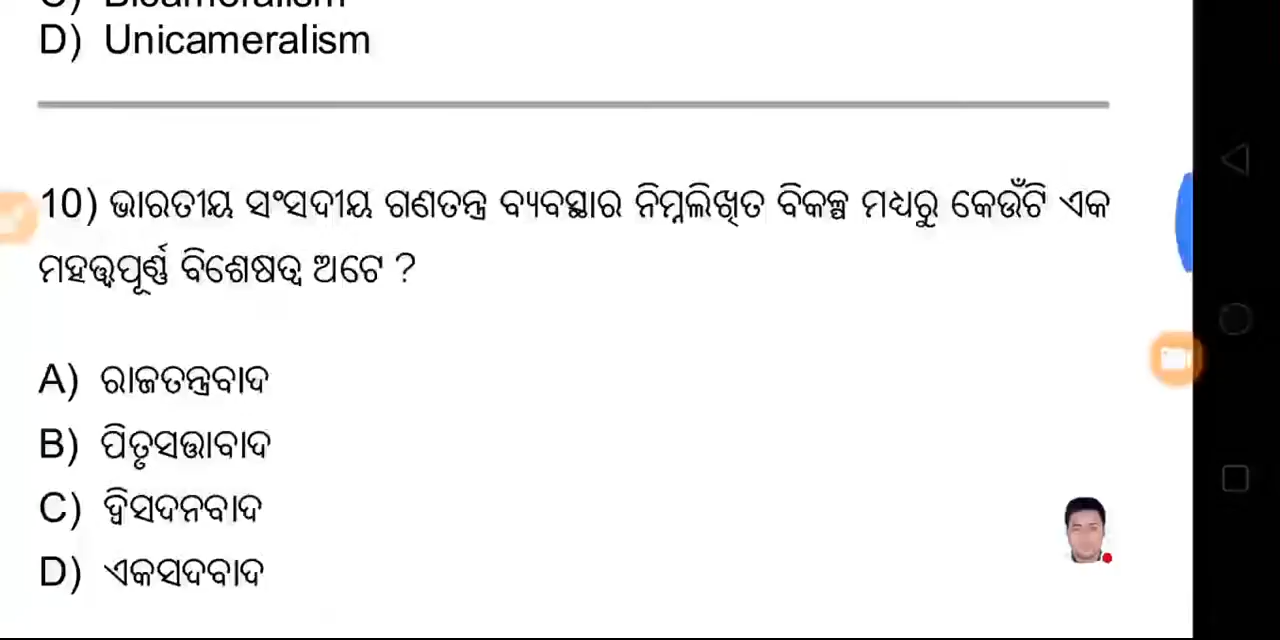 D) Unicameralism
10) ଭାରତୀୟ ସଂସଦୀୟ ଗଣତନ୍ତ୍ର ବ୍ୟବସ୍ଥାର ନିମ୍ନଲିଖିତ ବିକଳ୍ପ ମଧ୍ୟରୁ କେଉଁଟି ଏକ
ମହତ୍ତ୍ୱପୂର୍ଣ୍ଣ ବିଶେଷତ୍ୱ ଅଟେ ?
A) ରାଜତନ୍ତ୍ରବାଦ
B) ପିତୃସତ୍ତାବାଦ
C) ଦ୍ୱିସଦନବାଦ
D) ଏକସଦବାଦ